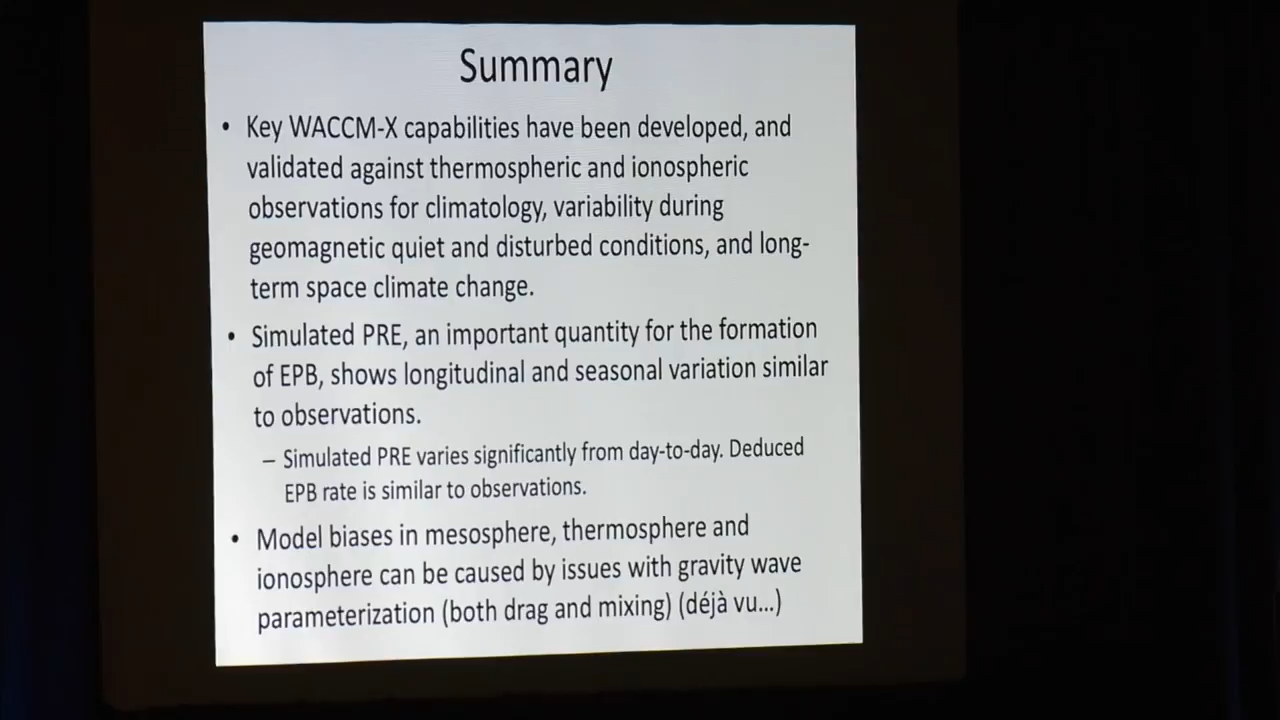 Summary
• Key WACCM-X capabilities have been developed, and
validated against thermospheric and ionospheric
observations for climatology, variability during
geomagnetic quiet and disturbed conditions, and long-
term space climate change.
• Simulated PRE, an important quantity for the formation
of EPB, shows longitudinal and seasonal variation similar
to observations.
– Simulated PRE varies significantly from day-to-day. Deduced
EPB rate is similar to observations.
• Model biases in mesosphere, thermosphere and
ionosphere can be caused by issues with gravity wave
parameterization (both drag and mixing) (déjà vu...)